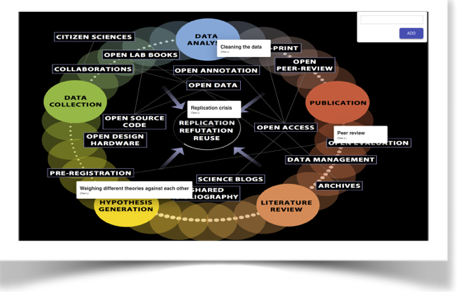 ADD
CITIZEN SCIENCES
DATA
ANALYS
Cleaning the data
-PRINT
OPEN LAB BOOKS
OPEN
PEER-REVIEW
COLLABORATIONS
OPEN ANNOTATION
OPEN DATA
DATA
COLLECTION
Replication crisis
PUBLICATION
OPEN SOURCE
CODE
REPLICATION
REFUTATION
REUSE
OPEN ACCESS
Peer review
OPEN DESIGN
HARDWARE
OPEN EVALUATION
DATA MANAGEMENT
PRE-REGISTRATION
SCIENCE BLOGS
ARCHIVES
Weighing different theories against each other
SHARED
LIOGRAPHY
HYPOTHESIS
GENERATION
LITERATURE
REVIEW